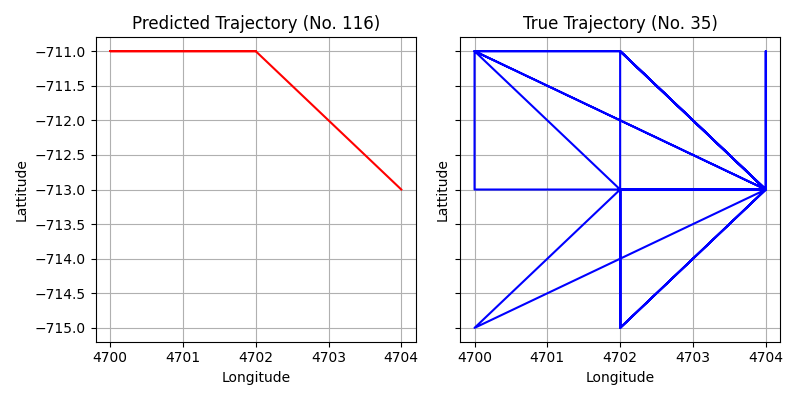 Predicted Trajectory (No. 116)
True Trajectory (No. 35)
Lattitude
−711.0
−711.5
−712.0
−712.5
−713.0
−713.5
−714.0
−714.5
−715.0
4700 4701 4702 4703 4704
Longitude
Lattitude
4700 4701 4702 4703 4704
Longitude